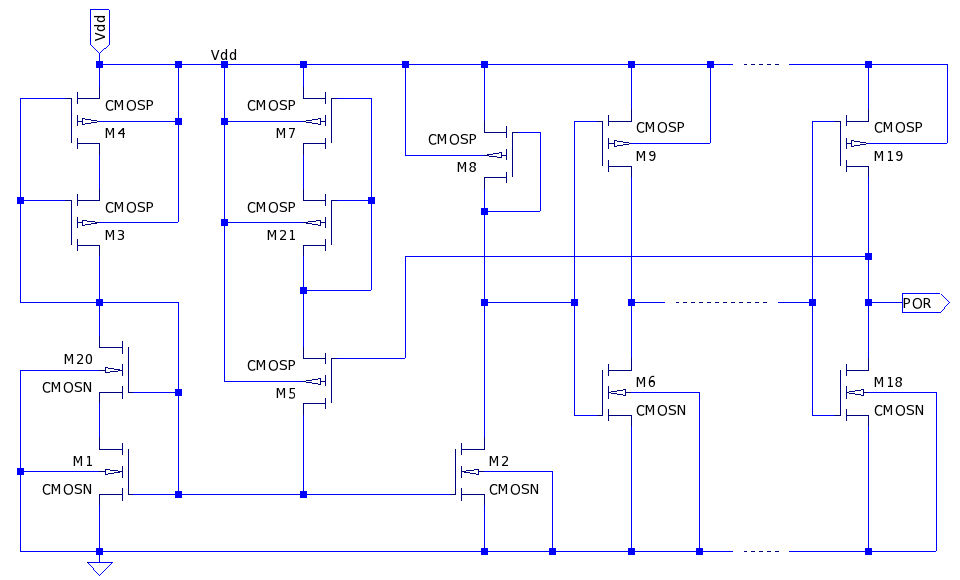 Vdd
Vdd
CMOSP
M4
CMOSP
M7
CMOSP
M8
CMOSP
M9
CMOSP
M19
CMOSP
M3
CMOSP
M21
POR
M20
CMOSN
CMOSP
M5
M6
CMOSN
M18
CMOSN
M1
CMOSN
M2
CMOSN